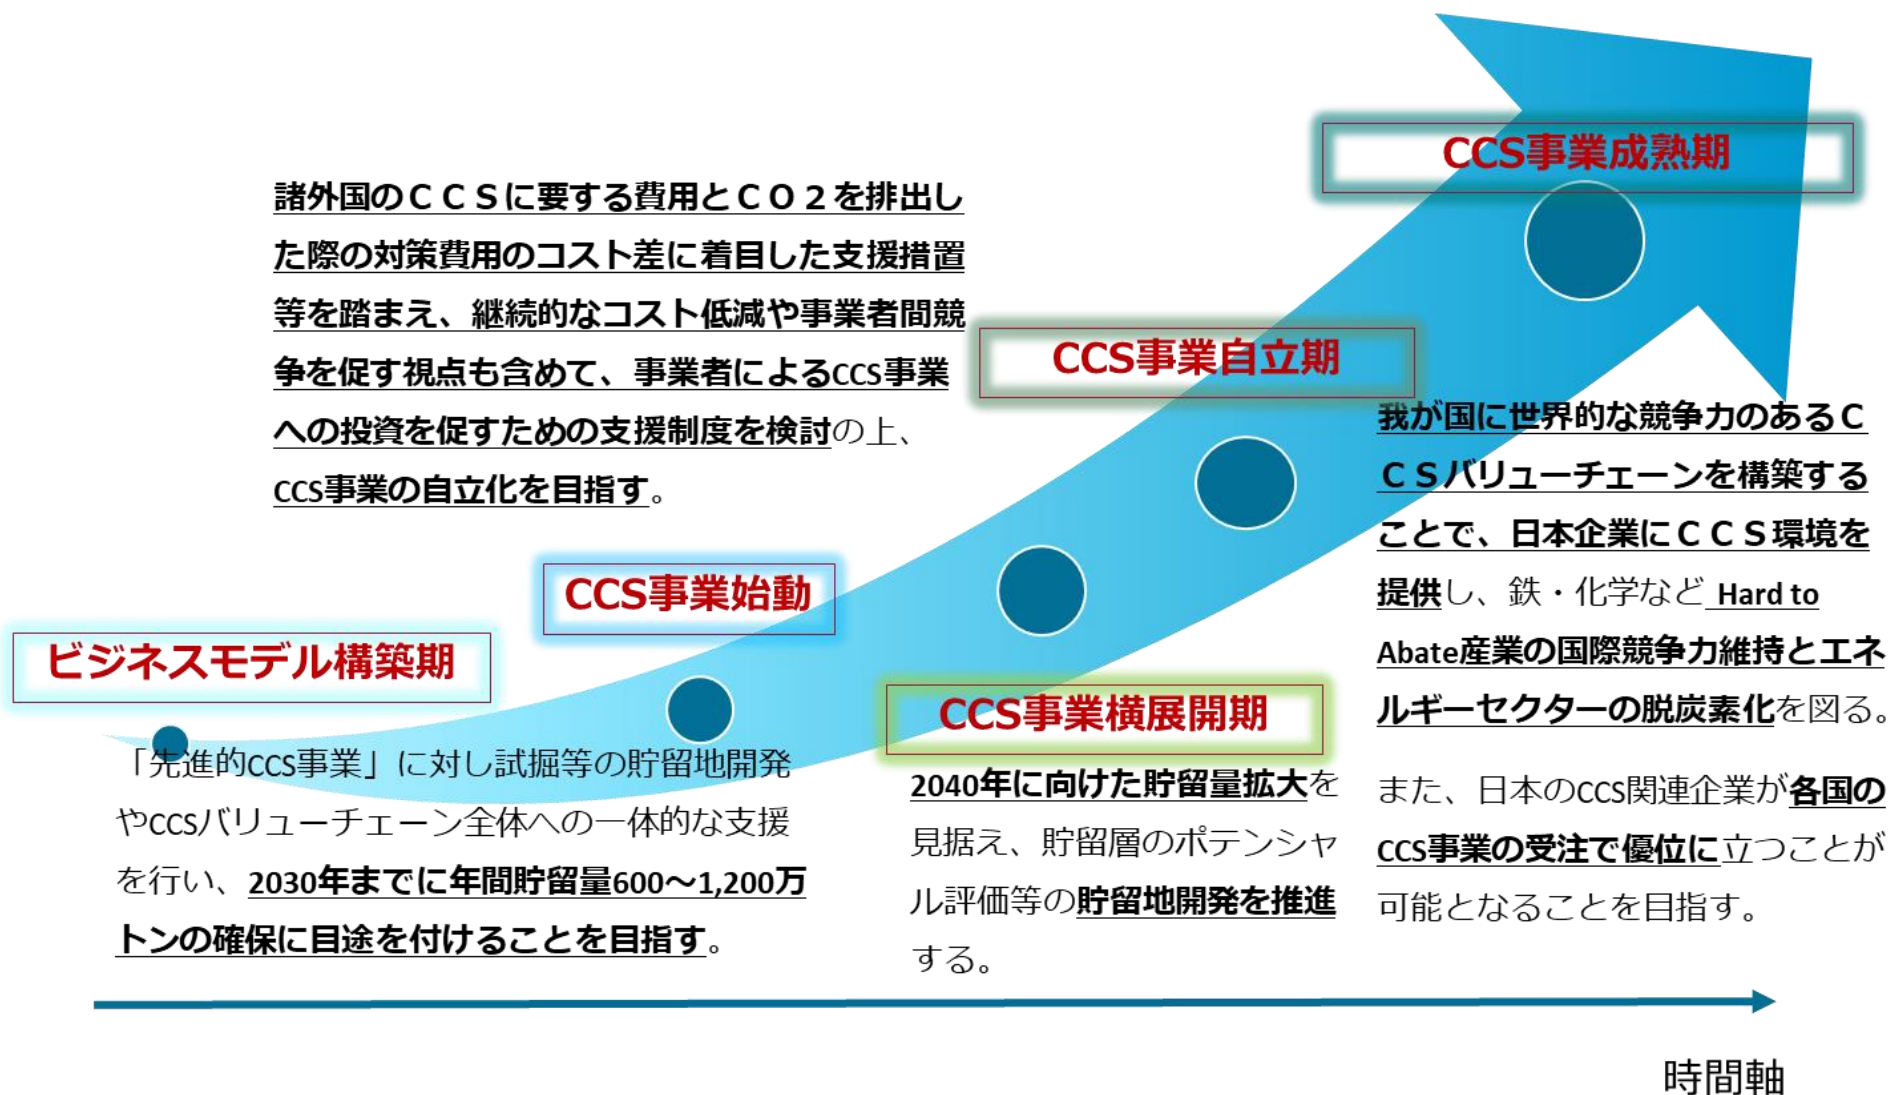 CCS事業成熟期
諸外国のCCSに要する費用とCO2を排出し
た際の対策費用のコスト差に着目した支援措置
等を踏まえ、継続的なコスト低減や事業者間競
争を促す視点も含めて、事業者によるCCS事業
への投資を促すための支援制度を検討の上、
CCS事業の自立化を目指す。
CCS事業自立期
我が国に世界的な競争力のあるC
CSバリューチェーンを構築する
ことで、日本企業にCCS環境を
提供し、鉄・化学など Hard to
Abate産業の国際競争力維持とエネ
ルギーセクターの脱炭素化を図る。
また、日本のCCS関連企業が各国の
CCS事業の受注で優位に立つことが
可能となることを目指す。
CCS事業始動
ビジネスモデル構築期
「先進的CCS事業」に対し試掘等の貯留地開発
やCCSバリューチェーン全体への一体的な支援
を行い、2030年までに年間貯留量600～1,200万
トンの確保に目途を付けることを目指す。
CCS事業横展開期
2040年に向けた貯留量拡大を
見据え、貯留層のポテンシャ
ル評価等の貯留地開発を推進
する。
時間軸